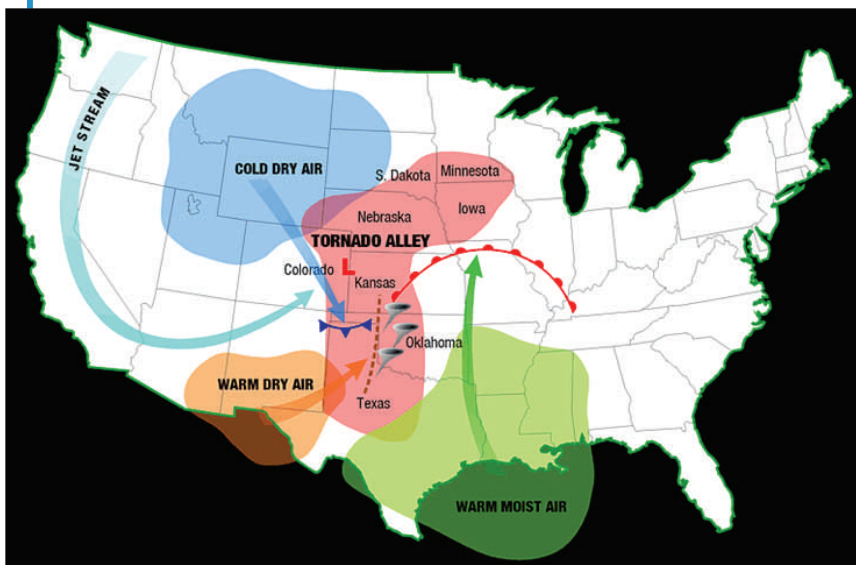 JET STREAM
COLD DRY AIR
S. Dakota
Minnesota
Nebraska
Iowa
TORNADO ALLEY
Colorado
L
Kansas
Oklahoma
WARM DRY AIR
Texas
WARM MOIST AIR